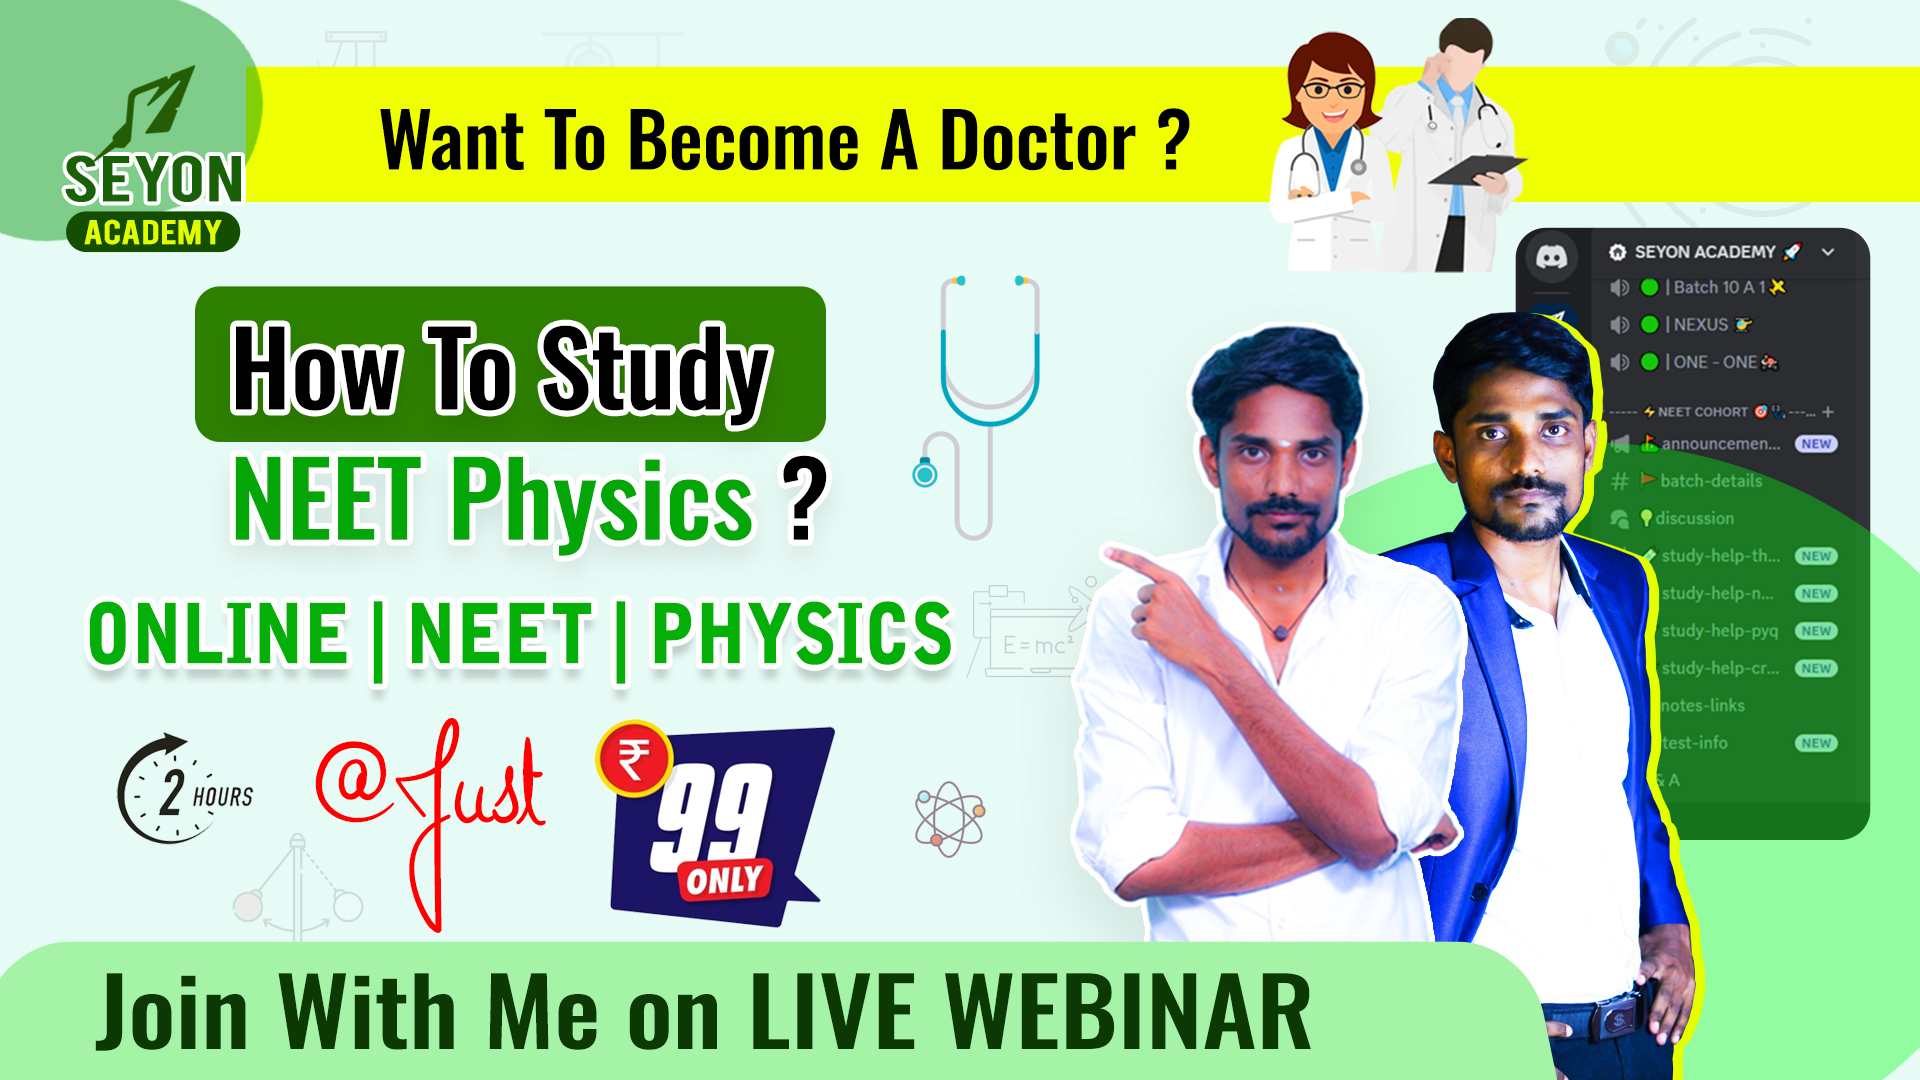 Want To Become A Doctor ?
SEYON
ACADEMY
How To Study
NEET Physics ?
ONLINE | NEET | PHYSICS
2 HOURS
@Just
₹
99
ONLY
E=mc²
SEYON ACADEMY 🚀
| Batch 10 A 1
| NEXUS
| ONE - ONE
----- ⚡NEET COHORT 🎯 ---... +
announcemen... NEW
# batch-details
discussion
study-help-th... NEW
study-help-n... NEW
study-help-pyq NEW
study-help-cr... NEW
notes-links
test-info NEW
& A
$
Join With Me on LIVE WEBINAR